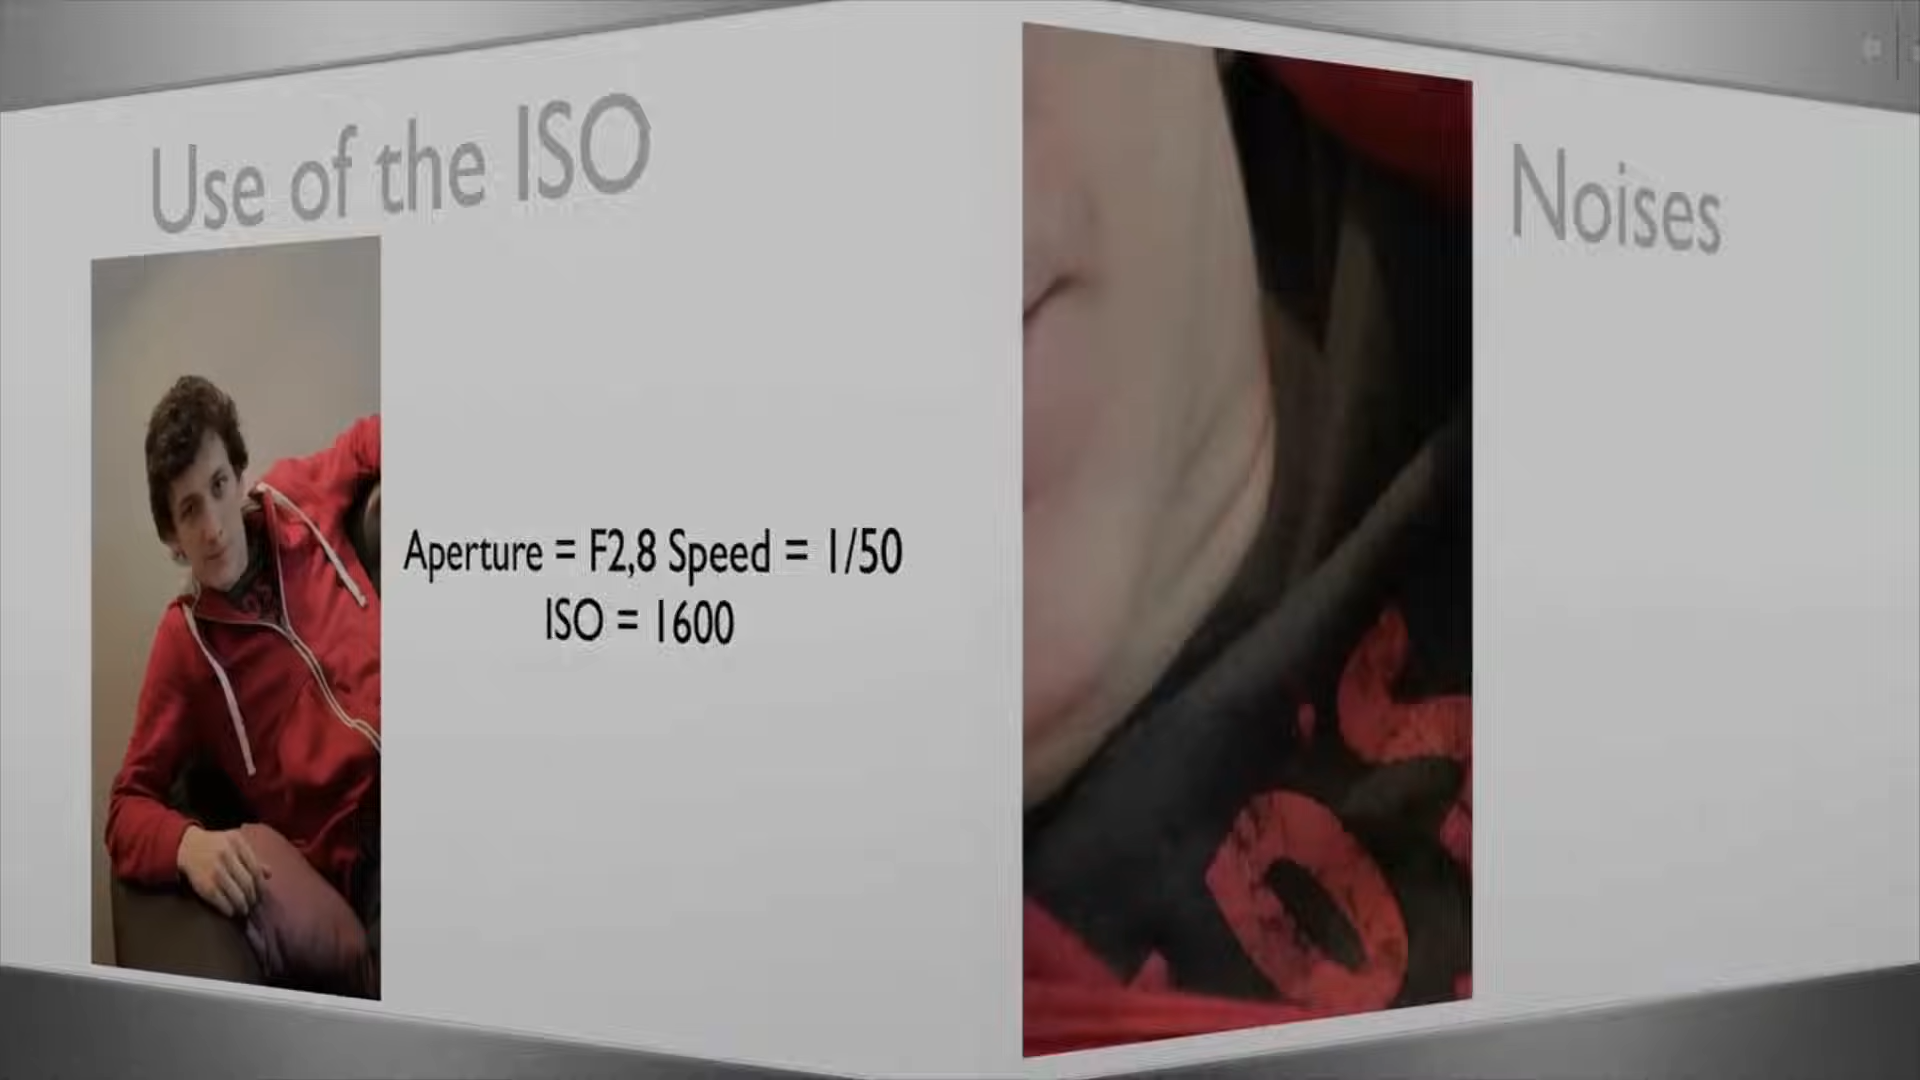 Use of the ISO
Aperture = F2,8 Speed = 1/50
ISO = 1600
Noises